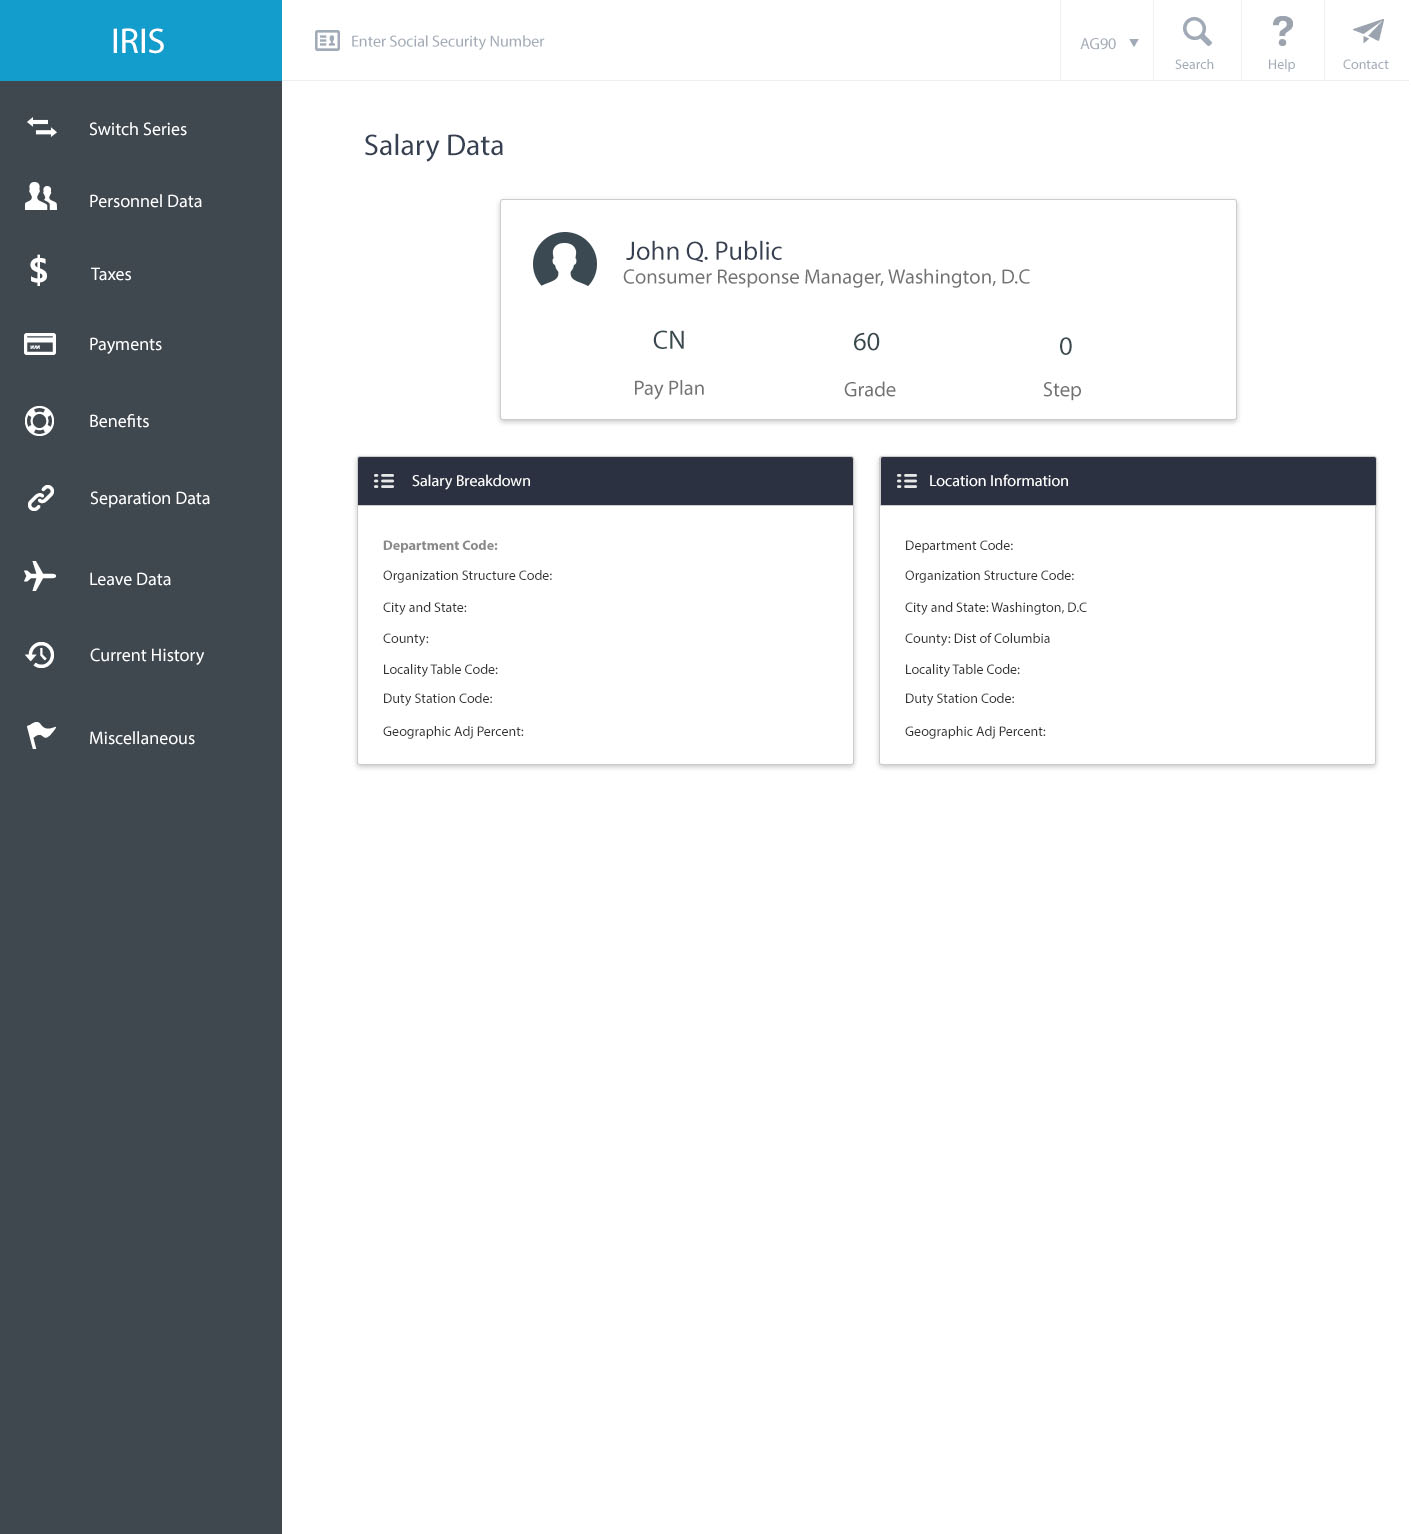 IRIS
Enter Social Security Number
AG90
Search
Help
Contact
Switch Series
Personnel Data
Taxes
Payments
Benefits
Separation Data
Leave Data
Current History
Miscellaneous
Salary Data
John Q. Public
Consumer Response Manager, Washington, D.C
CN
60
0
Pay Plan
Grade
Step
Salary Breakdown
Department Code:
Organization Structure Code:
City and State:
County:
Locality Table Code:
Duty Station Code:
Geographic Adj Percent:
Location Information
Department Code:
Organization Structure Code:
City and State: Washington, D.C
County: Dist of Columbia
Locality Table Code:
Duty Station Code:
Geographic Adj Percent: